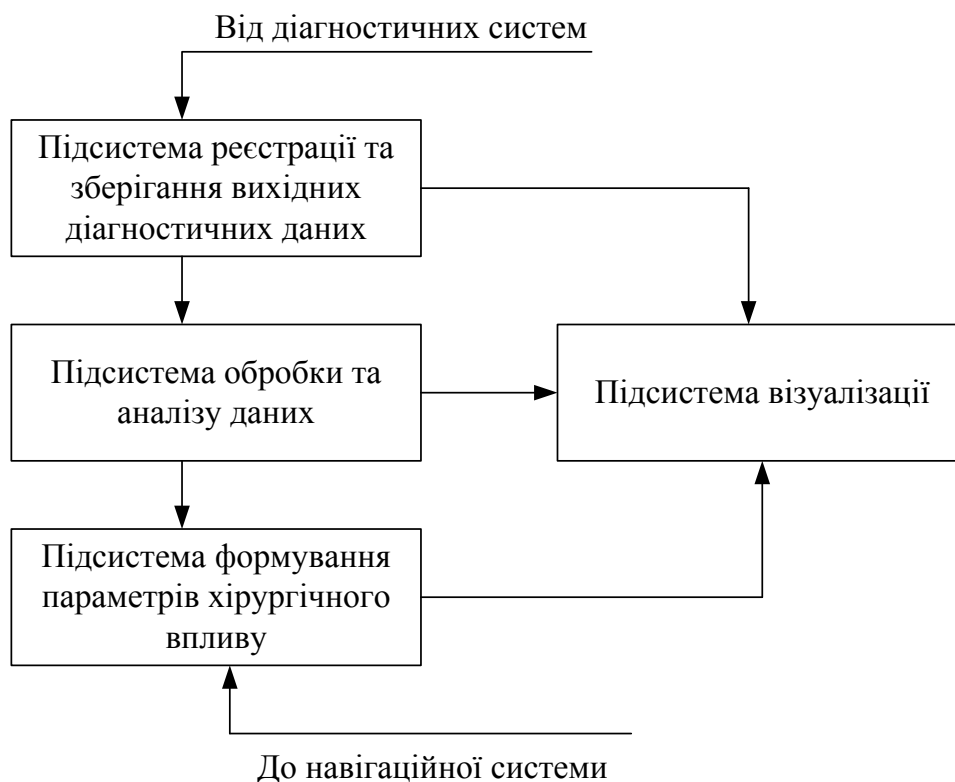 Від діагностичних систем
Підсистема реєстрації та
зберігання вихідних
діагностичних даних
Підсистема обробки та
аналізу даних
Підсистема візуалізації
Підсистема формування
параметрів хірургічного
впливу
До навігаційної системи